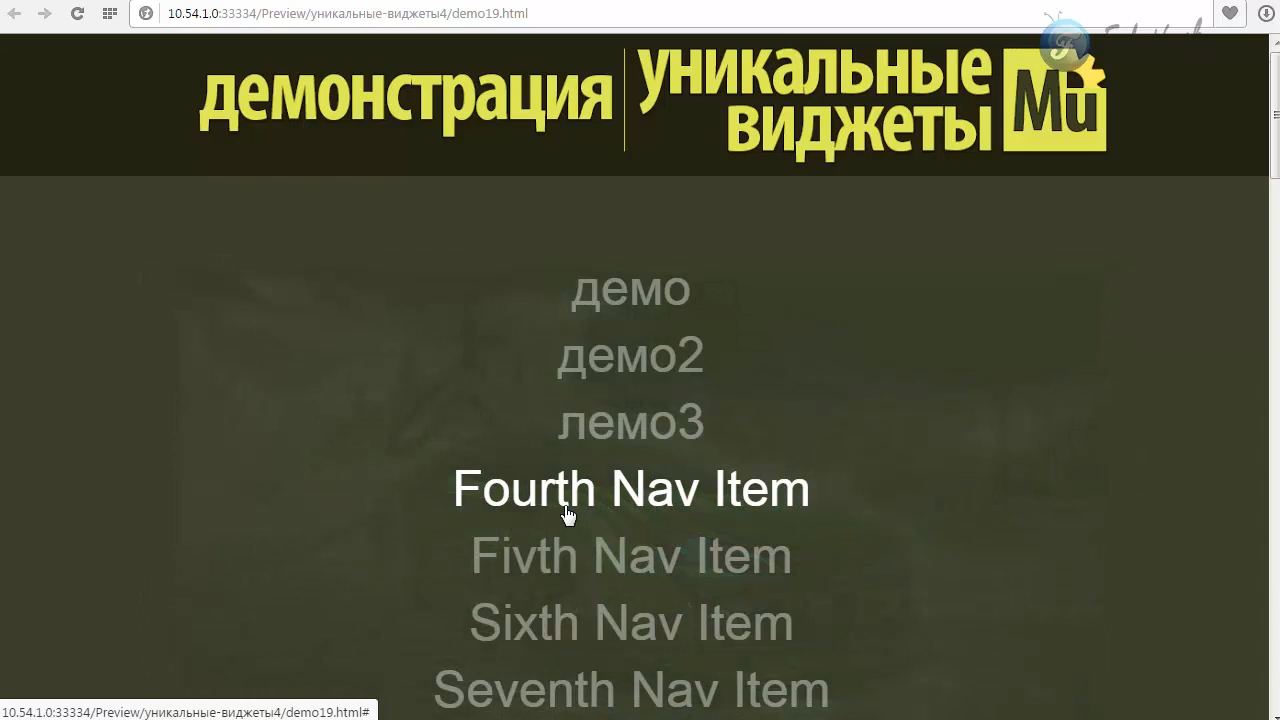 10.54.1.0:33334/Preview/уникальные-виджеты4/demo19.html
демонстрация
уникальные
виджеты
Mu
демо
демо2
лемо3
Fourth Nav Item
Fivth Nav Item
Sixth Nav Item
Seventh Nav Item
10.54.1.0:33334/Preview/уникальные-виджеты4/demo19.html#